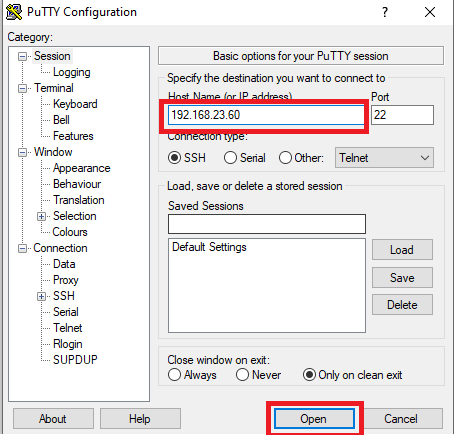 PuTTY Configuration
?
Category:
Session
Logging
Terminal
Keyboard
Bell
Features
Window
Appearance
Behaviour
Translation
Selection
Colours
Connection
Data
Proxy
SSH
Serial
Telnet
Rlogin
SUPDUP
Basic options for your PuTTY session
Specify the destination you want to connect to
Host Name (or IP address) Port
192.168.23.60 22
Connection type:
SSH Serial Other: Telnet
Load, save or delete a stored session
Saved Sessions
Default Settings
Load
Save
Delete
Close window on exit:
Always Never Only on clean exit
About Help Open Cancel